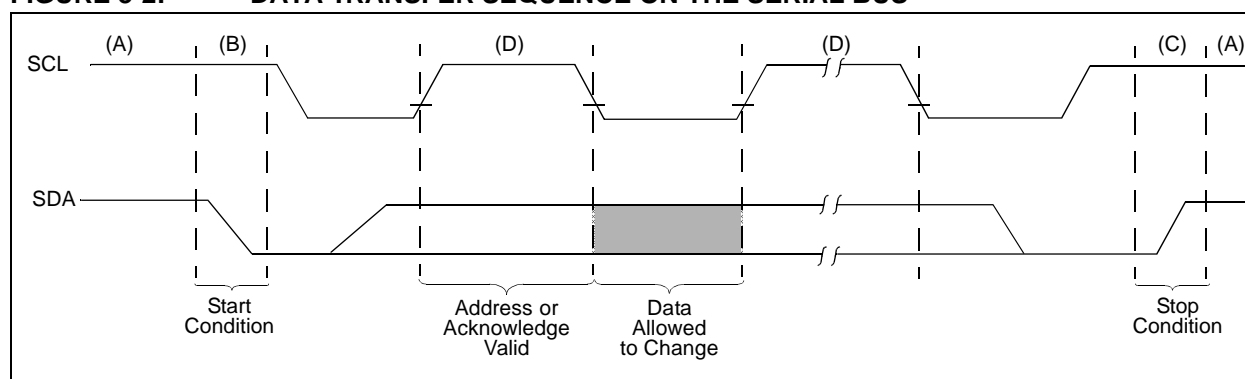 FIGURE 3-2: DATA TRANSFER SEQUENCE ON THE SERIAL BUS
(A) (B) (D) (D) (C) (A)
SCL
SDA
Start
Condition
Address or
Acknowledge
Valid
Data
Allowed
to Change
Stop
Condition